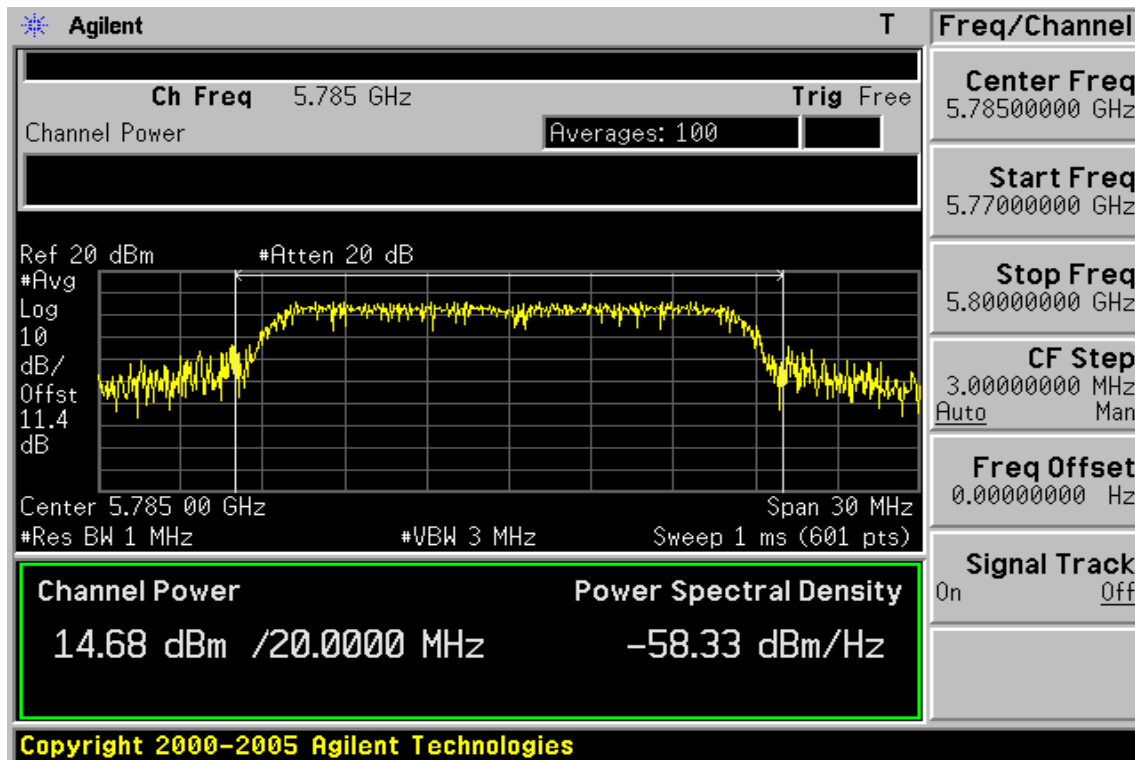 Agilent T
Freq/Channel
Ch Freq 5.785 GHz Trig Free
Channel Power Averages: 100
Ref 20 dBm #Atten 20 dB
#Avg
Log
10
dB/
Offst
11.4
dB
Center 5.785 00 GHz Span 30 MHz
#Res BW 1 MHz #VBW 3 MHz Sweep 1 ms (601 pts)
Channel Power Power Spectral Density
14.68 dBm /20.0000 MHz -58.33 dBm/Hz
Center Freq
5.78500000 GHz
Start Freq
5.77000000 GHz
Stop Freq
5.80000000 GHz
CF Step
3.00000000 MHz
Auto Man
Freq Offset
0.00000000 Hz
Signal Track
On Off
Copyright 2000-2005 Agilent Technologies